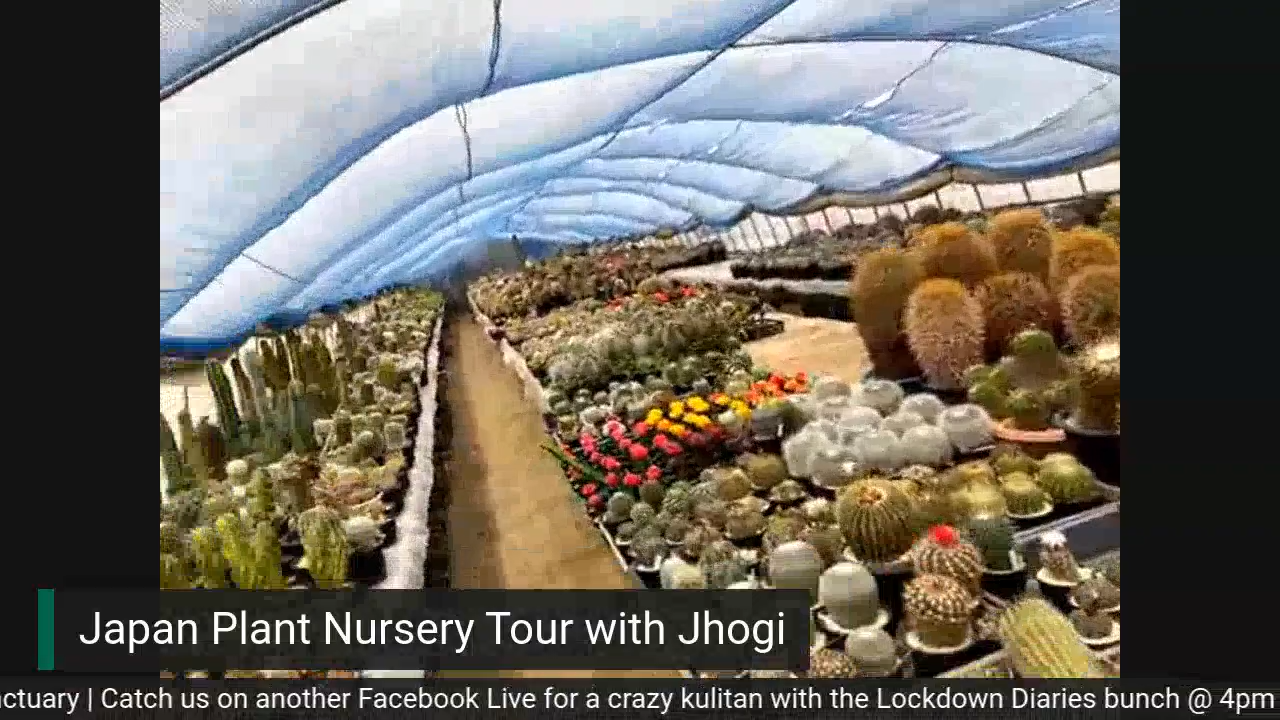 Japan Plant Nursery Tour with Jhogi
| Catch us on another Facebook Live for a crazy kulitan with the Lockdown Diaries bunch @ 4pm